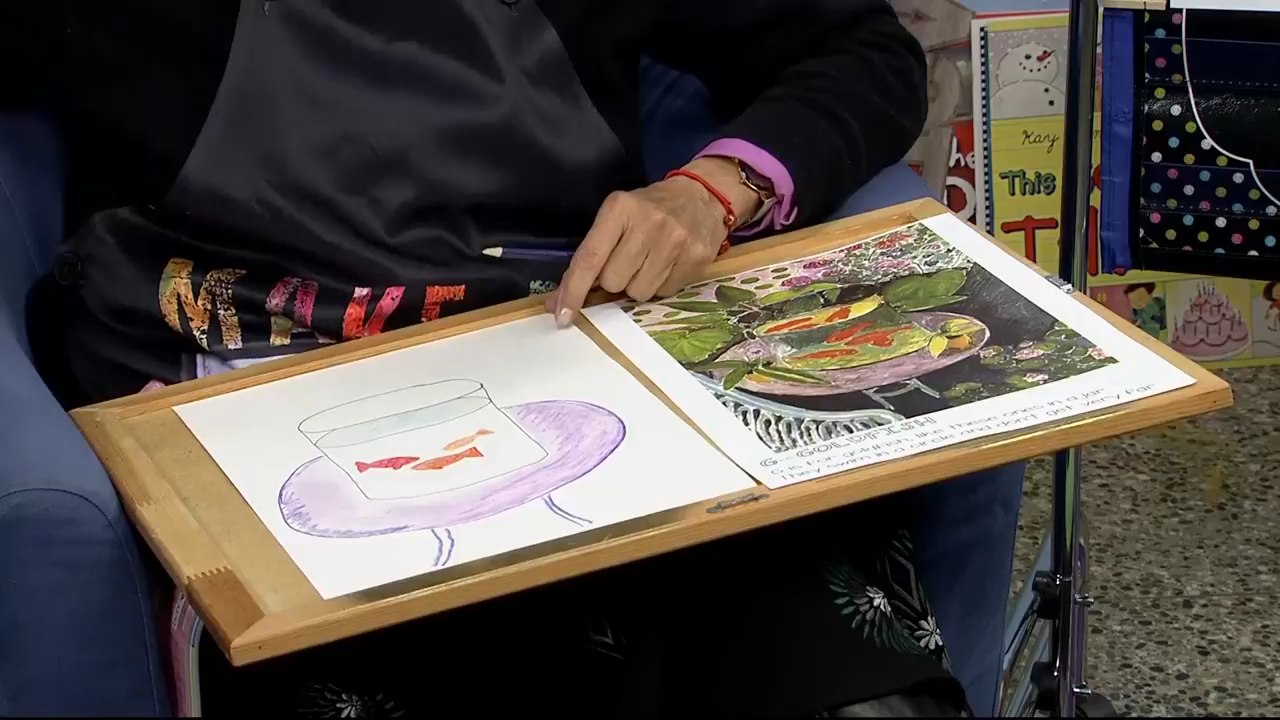 MAKE
G-GOLDFISH
G is for goldfish, like these ones in a jar
They swim in a circle and don't get very far
Kay
This
he